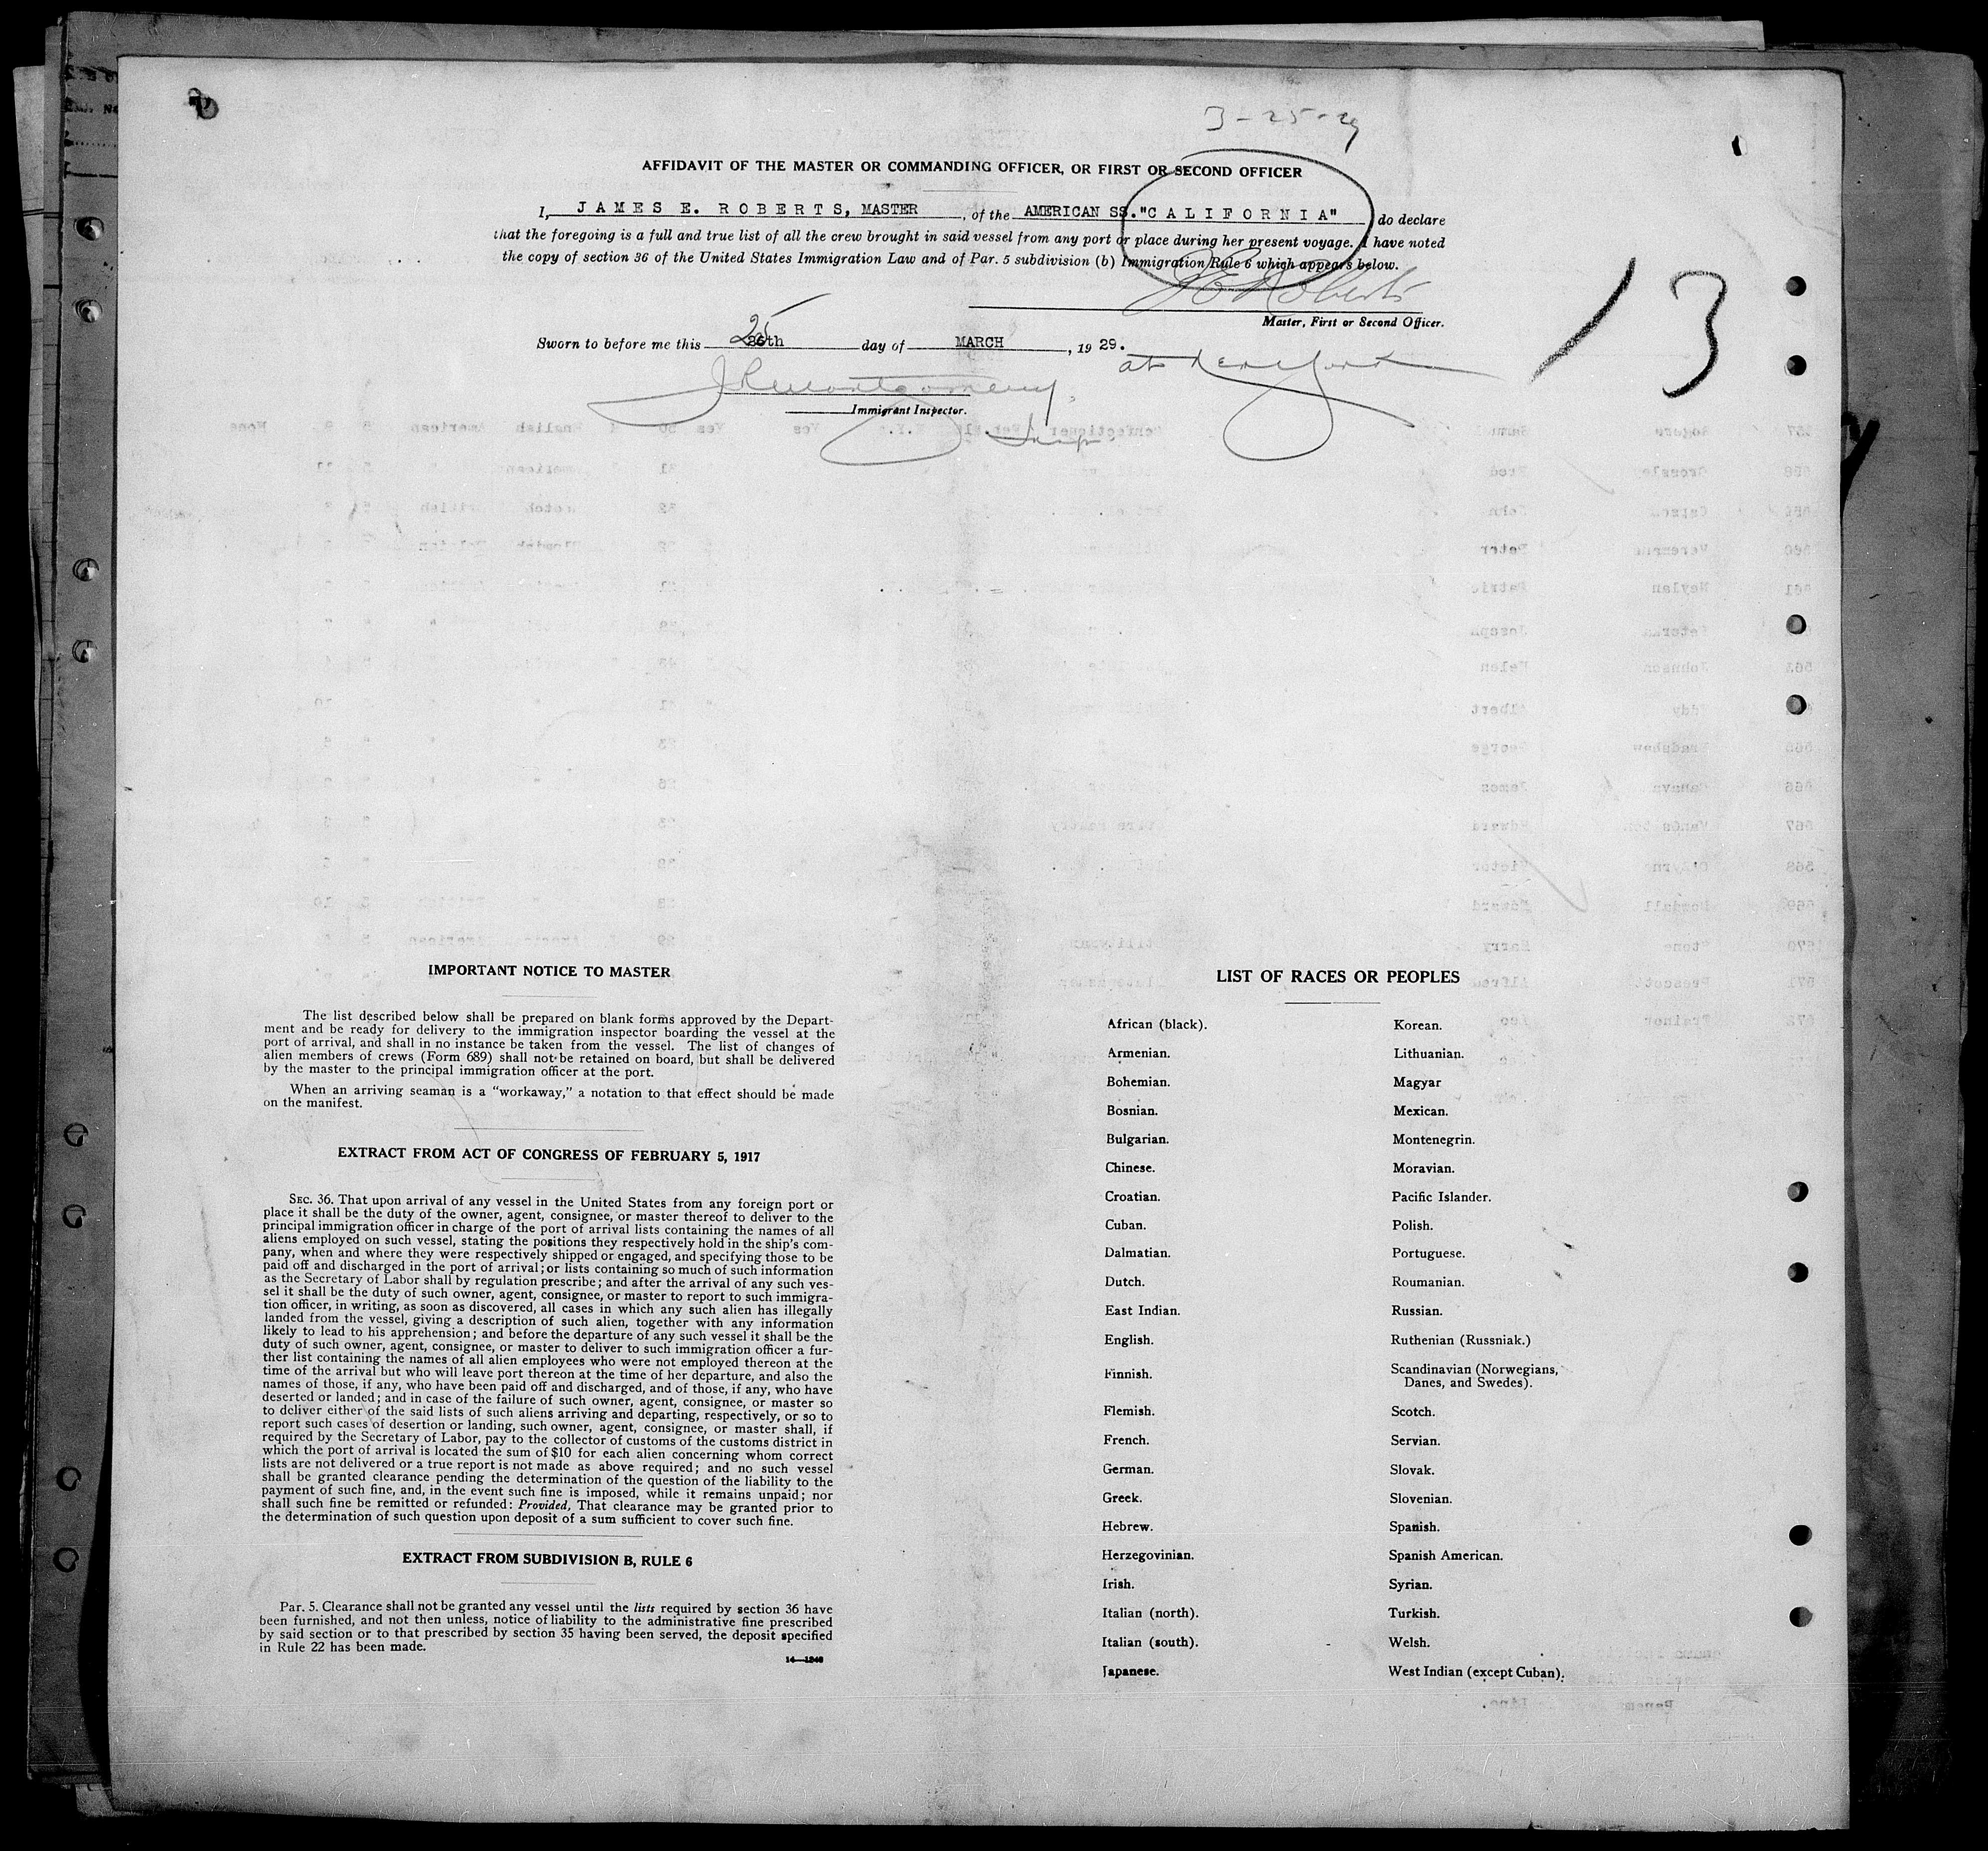 3-25-29
AFFIDAVIT OF THE MASTER OR COMMANDING OFFICER, OR FIRST OR SECOND OFFICER
I, JAMES E. ROBERTS, MASTER, of the AMERICAN SS. "CALIFORNIA" do declare
that the foregoing is a full and true list of all the crew brought in said vessel from any port or place during her present voyage. I have noted
the copy of section 36 of the United States Immigration Law and of Par. 5 subdivision (b) Immigration Rule 6 which appears below.
J E Roberts
Master, First or Second Officer.
13
Sworn to before me this 25th day of MARCH, 1929.
at New York
J R Montgomery
Immigrant Inspector.
IMPORTANT NOTICE TO MASTER
The list described below shall be prepared on blank forms approved by the Depart-
ment and be ready for delivery to the immigration inspector boarding the vessel at the
port of arrival, and shall in no instance be taken from the vessel. The list of changes of
alien members of crews (Form 689) shall not be retained on board, but shall be delivered
by the master to the principal immigration officer at the port.
When an arriving seaman is a "workaway," a notation to that effect should be made
on the manifest.
EXTRACT FROM ACT OF CONGRESS OF FEBRUARY 5, 1917
SEC. 36. That upon arrival of any vessel in the United States from any foreign port or
place it shall be the duty of the owner, agent, consignee, or master thereof to deliver to the
principal immigration officer in charge of the port of arrival lists containing the names of all
aliens employed on such vessel, stating the positions they respectively hold in the ship's com-
pany, when and where they were respectively shipped or engaged, and specifying those to be
paid off and discharged in the port of arrival; or lists containing so much of such information
as the Secretary of Labor shall by regulation prescribe; and after the arrival of any such ves-
sel it shall be the duty of such owner, agent, consignee, or master to report to such immigra-
tion officer, in writing, as soon as discovered, all cases in which any such alien has illegally
landed from the vessel, giving a description of such alien, together with any information
likely to lead to his apprehension; and before the departure of any such vessel it shall be the
duty of such owner, agent, consignee, or master to deliver to such immigration officer a fur-
ther list containing the names of all alien employees who were not employed thereon at the
time of the arrival but who will leave port thereon at the time of her departure, and also the
names of those, if any, who have been paid off and discharged, and of those, if any, who have
deserted or landed; and in case of the failure of such owner, agent, consignee, or master so
to deliver either of the said lists of such aliens arriving and departing, respectively, or so to
report such cases of desertion or landing, such owner, agent, consignee, or master shall, if
required by the Secretary of Labor, pay to the collector of customs of the customs district in
which the port of arrival is located the sum of $10 for each alien concerning whom correct
lists are not delivered or a true report is not made as above required; and no such vessel
shall be granted clearance pending the determination of the question of the liability to the
payment of such fine, and, in the event such fine is imposed, while it remains unpaid; nor
shall such fine be remitted or refunded: Provided, That clearance may be granted prior to
the determination of such question upon deposit of a sum sufficient to cover such fine.
EXTRACT FROM SUBDIVISION B, RULE 6
Par. 5. Clearance shall not be granted any vessel until the lists required by section 36 have
been furnished, and not then unless, notice of liability to the administrative fine prescribed
by said section or to that prescribed by section 35 having been served, the deposit specified
in Rule 22 has been made.
14—1240
LIST OF RACES OR PEOPLES
African (black).
Armenian.
Bohemian.
Bosnian.
Bulgarian.
Chinese.
Croatian.
Cuban.
Dalmatian.
Dutch.
East Indian.
English.
Finnish.
Flemish.
French.
German.
Greek.
Hebrew.
Herzegovinian.
Irish.
Italian (north).
Italian (south).
Japanese.
Korean.
Lithuanian.
Magyar
Mexican.
Montenegrin.
Moravian.
Pacific Islander.
Polish.
Portuguese.
Roumanian.
Russian.
Ruthenian (Russniak.)
Scandinavian (Norwegians,
Danes, and Swedes).
Scotch.
Servian.
Slovak.
Slovenian.
Spanish.
Spanish American.
Syrian.
Turkish.
Welsh.
West Indian (except Cuban).